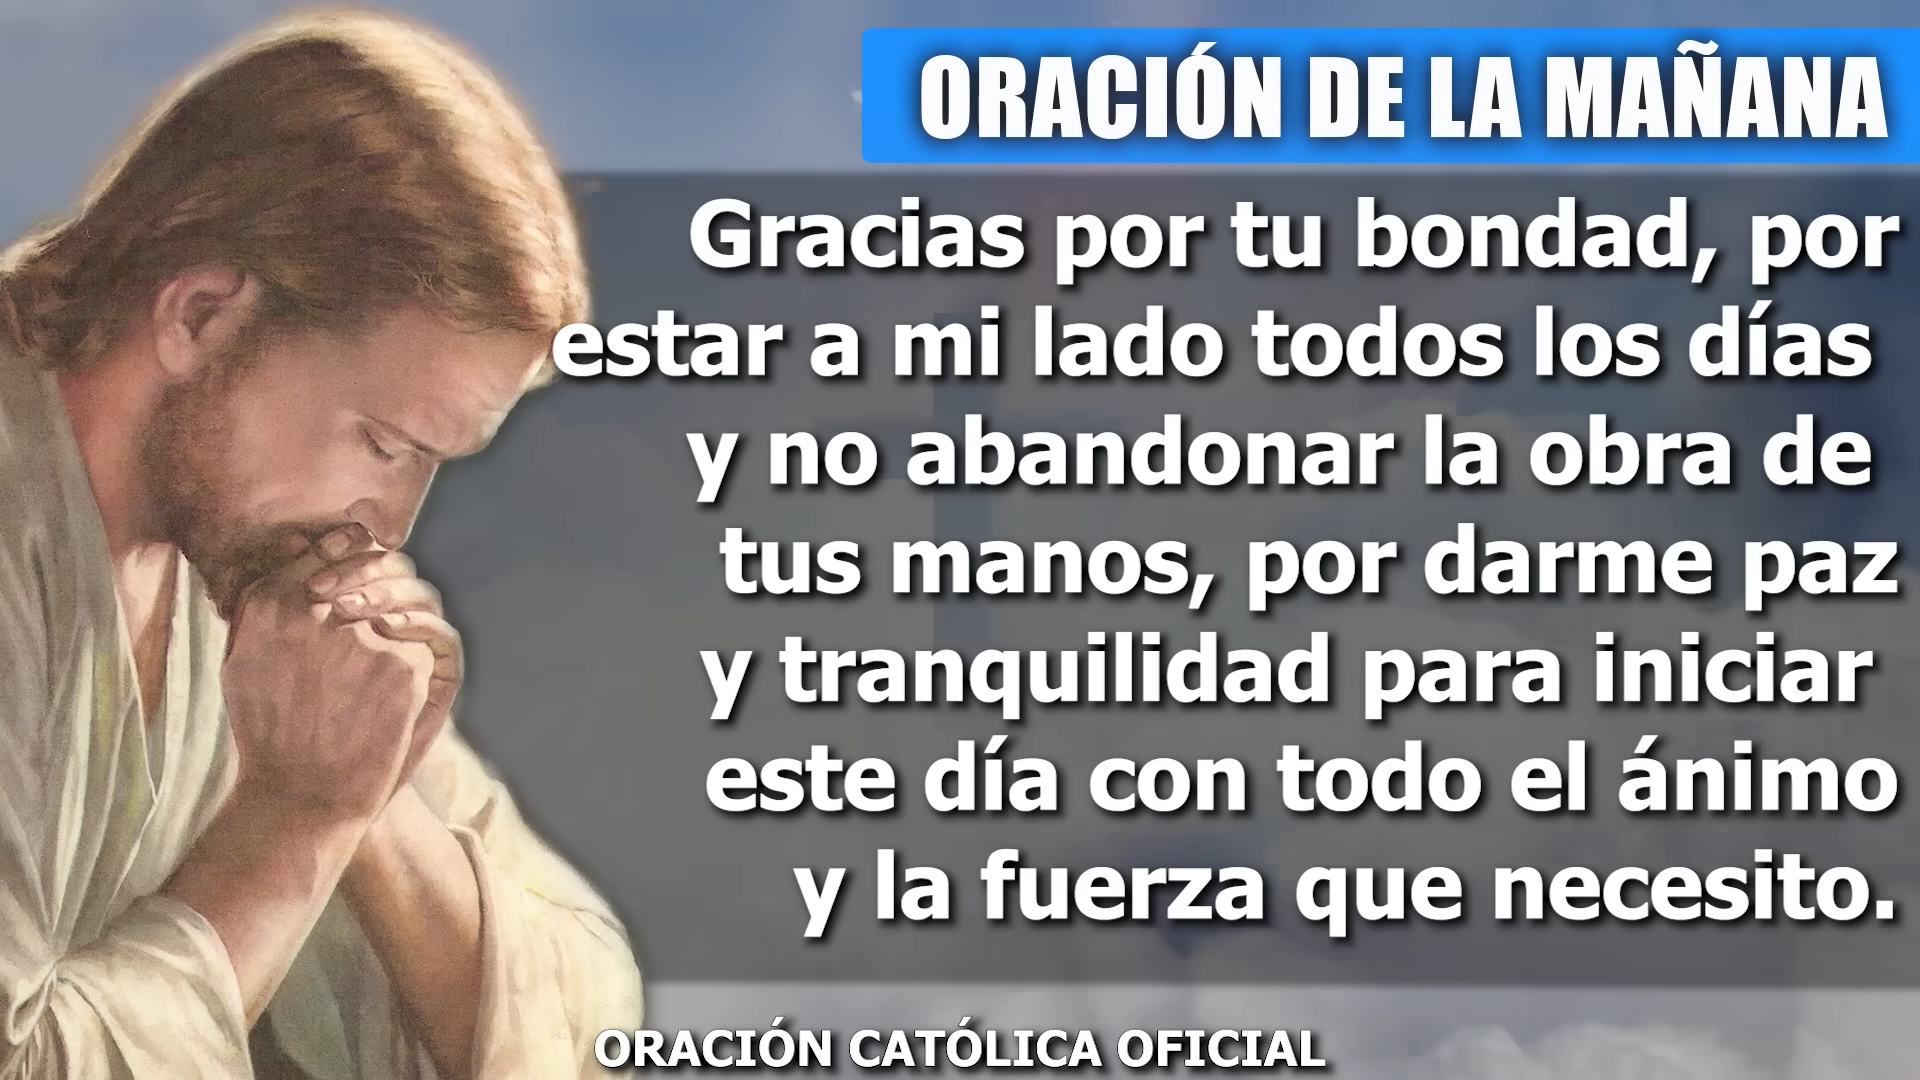 ORACIÓN DE LA MAÑANA
Gracias por tu bondad, por
estar a mi lado todos los días
y no abandonar la obra de
tus manos, por darme paz
y tranquilidad para iniciar
este día con todo el ánimo
y la fuerza que necesito.
ORACIÓN CATÓLICA OFICIAL